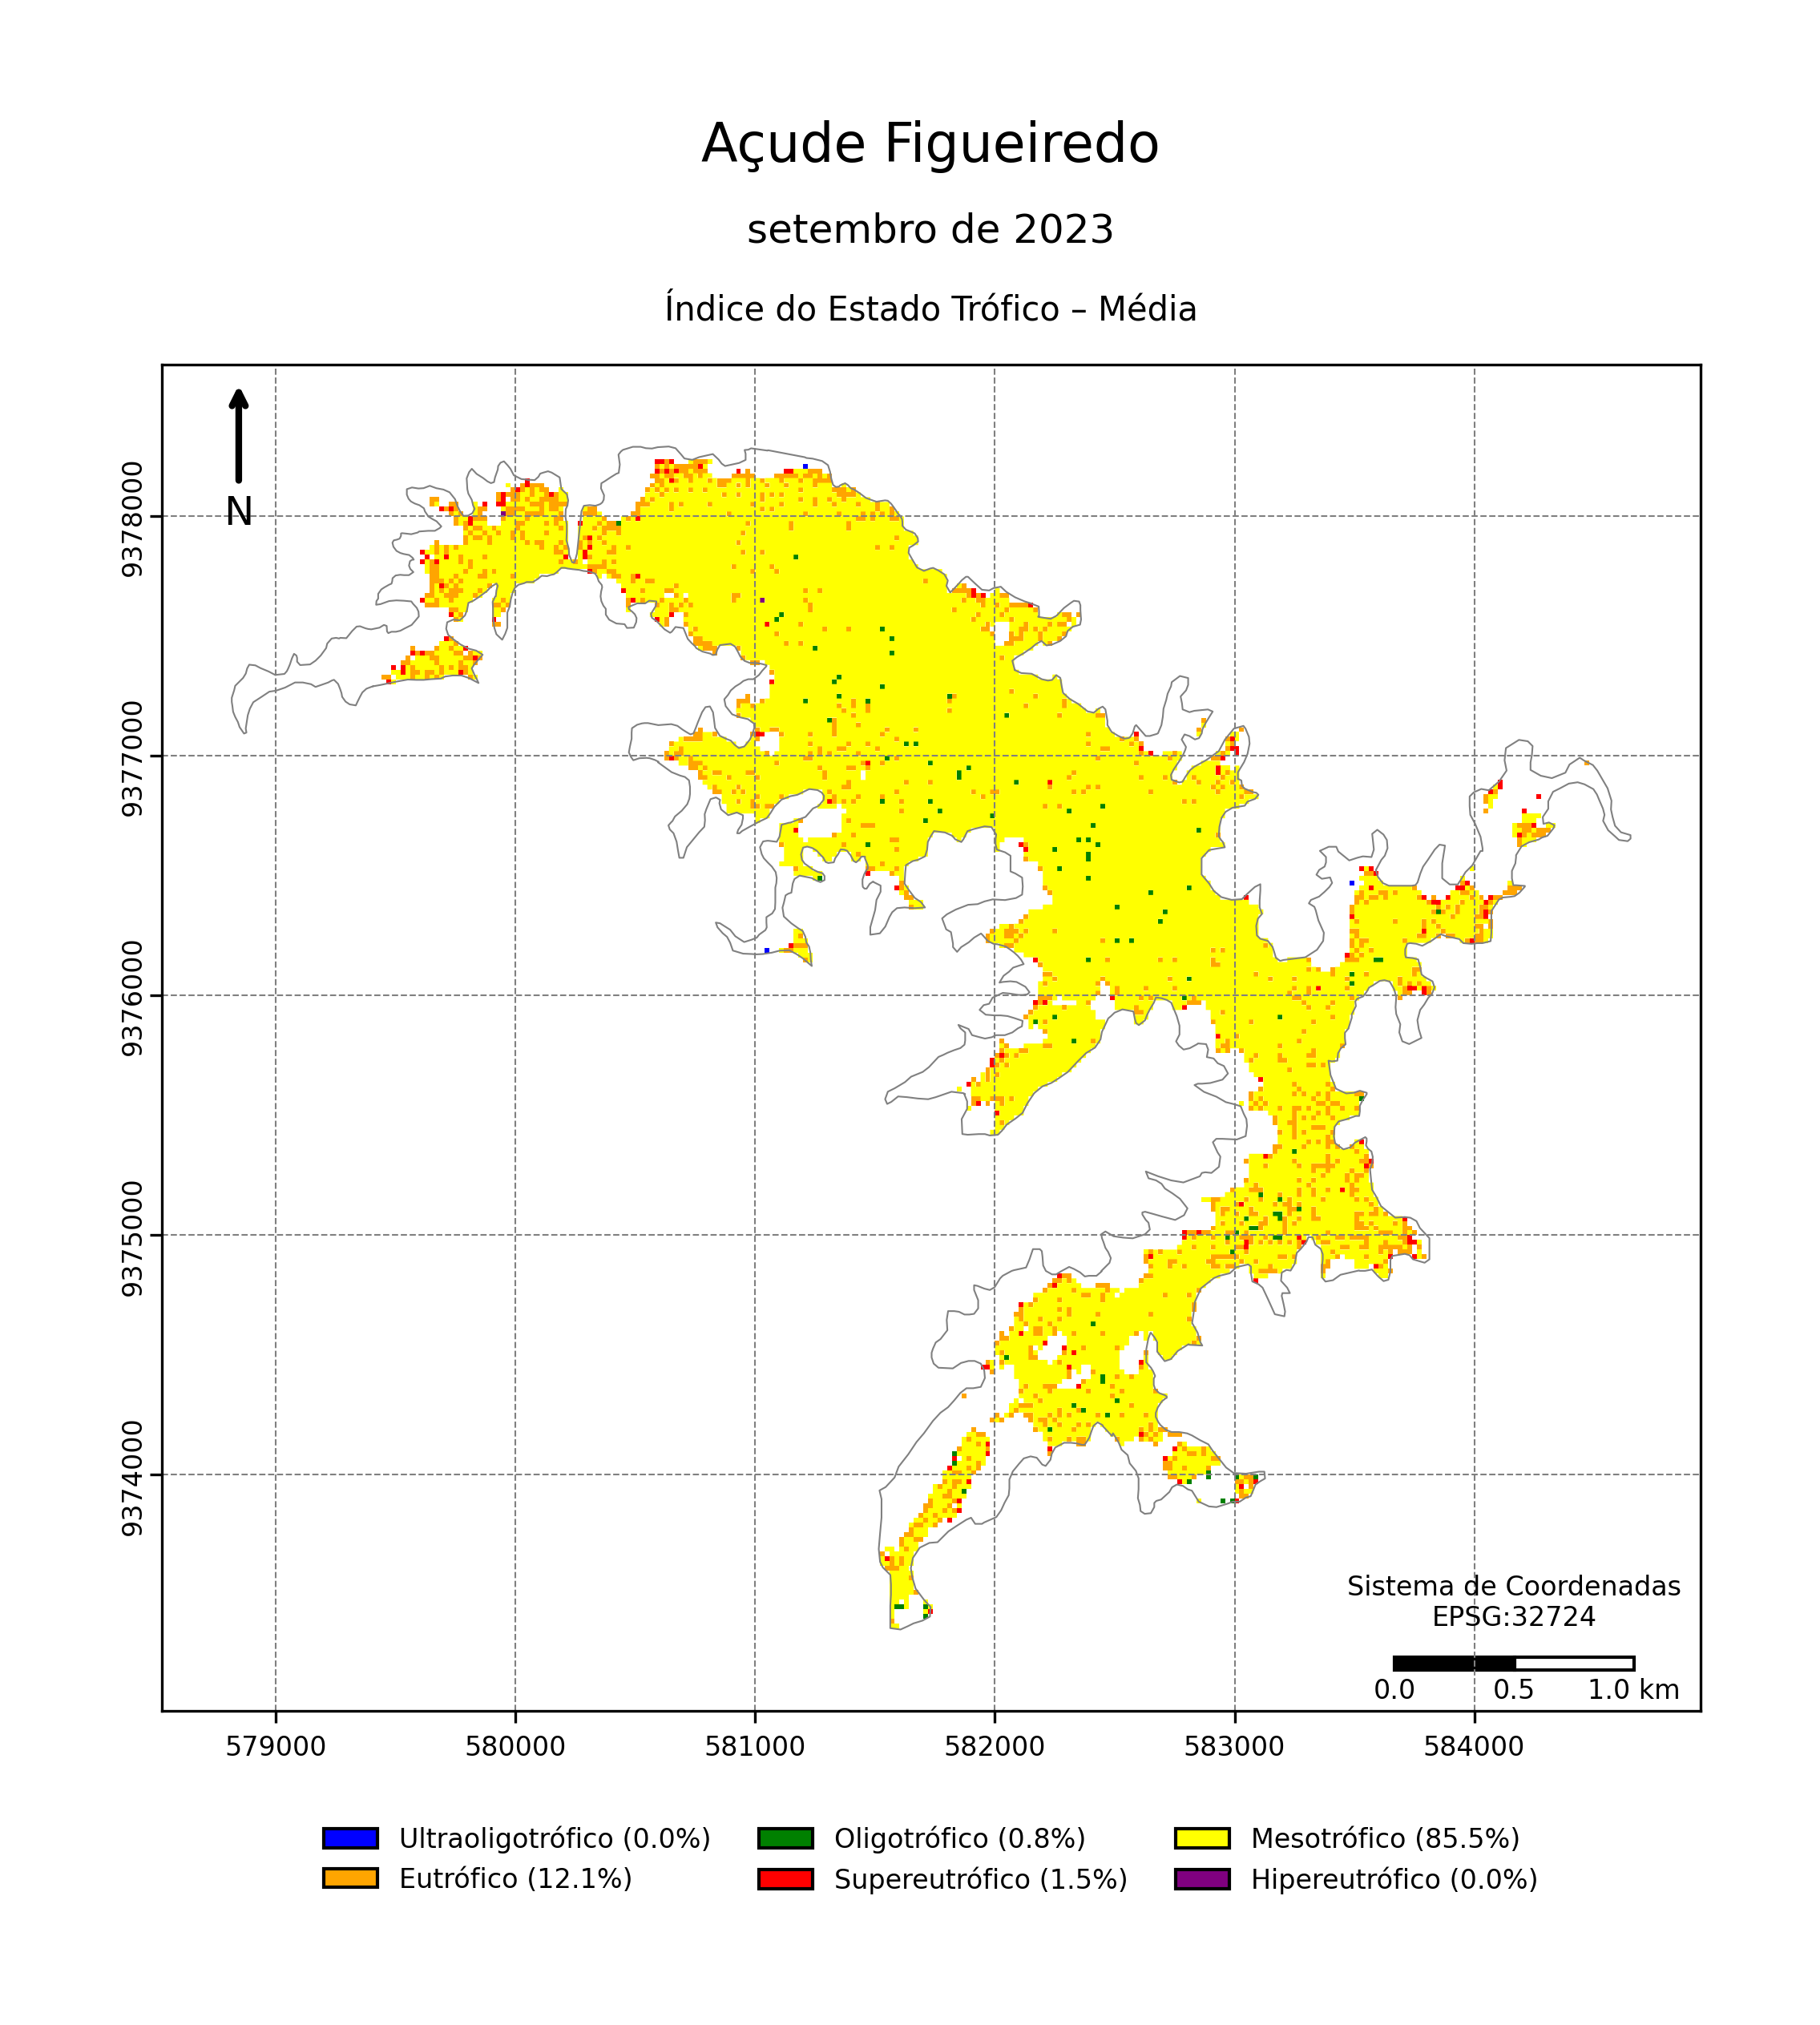 Açude Figueiredo
setembro de 2023
Índice do Estado Trófico – Média
N
9378000
9377000
9376000
9375000
9374000
Sistema de Coordenadas
EPSG:32724
0.0 0.5 1.0 km
579000 580000 581000 582000 583000 584000
Ultraoligotrófico (0.0%) Oligotrófico (0.8%) Mesotrófico (85.5%)
Eutrófico (12.1%) Supereutrófico (1.5%) Hipereutrófico (0.0%)